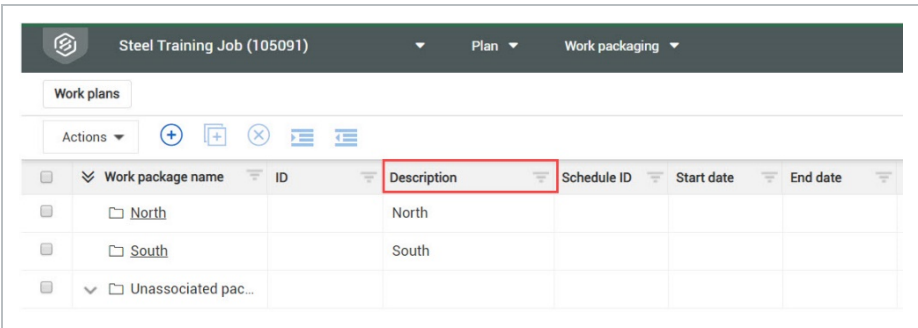 Steel Training Job (105091) Plan Work packaging
Work plans
Actions
Work package name ID Description Schedule ID Start date End date
North North
South South
Unassociated pac...